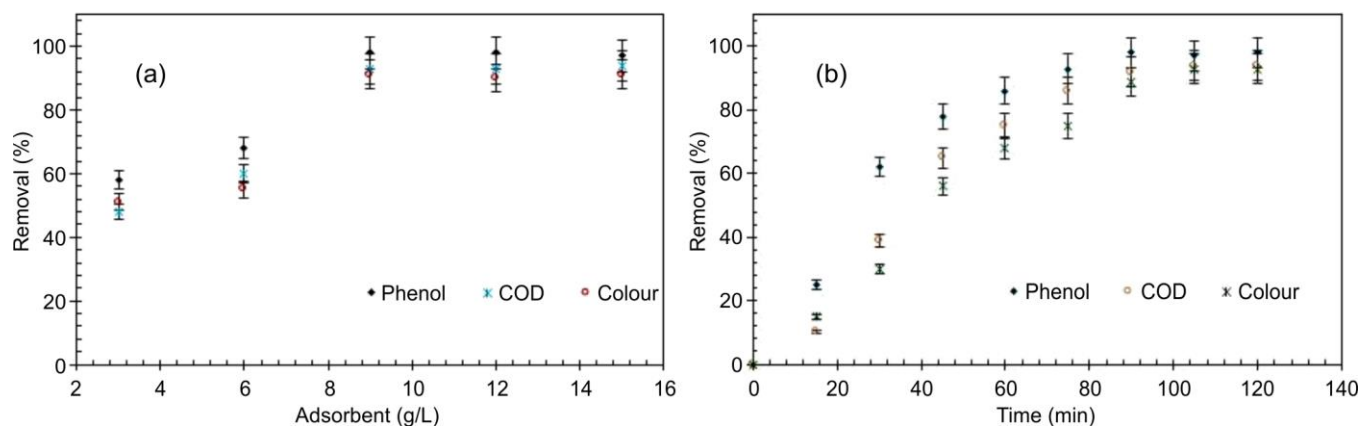 (a)
Removal (%)
100
80
60
40
20
0
Phenol COD Colour
2 4 6 8 10 12 14 16
Adsorbent (g/L)
(b)
Removal (%)
100
80
60
40
20
0
Phenol COD Colour
0 20 40 60 80 100 120 140
Time (min)